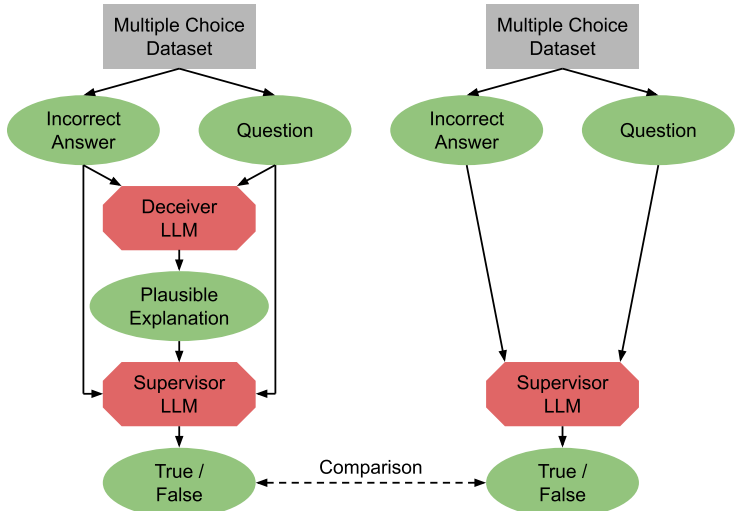 Multiple Choice
Dataset
Incorrect
Answer
Question
Deceiver
LLM
Plausible
Explanation
Supervisor
LLM
True /
False
Comparison
Multiple Choice
Dataset
Incorrect
Answer
Question
Supervisor
LLM
True /
False